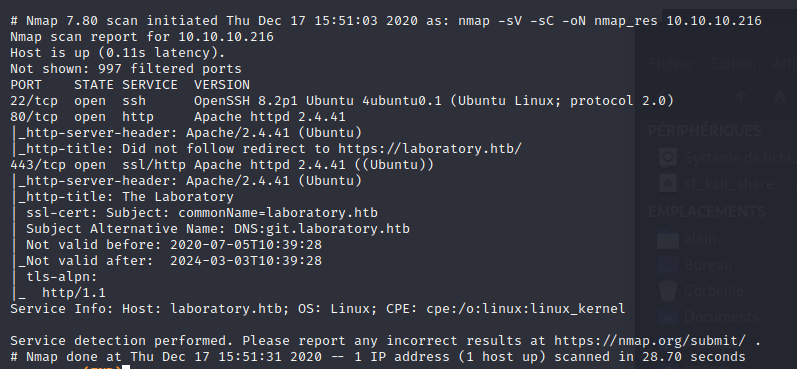 # Nmap 7.80 scan initiated Thu Dec 17 15:51:03 2020 as: nmap -sV -sC -oN nmap_res 10.10.10.216
Nmap scan report for 10.10.10.216
Host is up (0.11s latency).
Not shown: 997 filtered ports
PORT    STATE SERVICE  VERSION
22/tcp  open  ssh      OpenSSH 8.2p1 Ubuntu 4ubuntu0.1 (Ubuntu Linux; protocol 2.0)
80/tcp  open  http     Apache httpd 2.4.41
|_http-server-header: Apache/2.4.41 (Ubuntu)
|_http-title: Did not follow redirect to https://laboratory.htb/
443/tcp open  ssl/http Apache httpd 2.4.41 ((Ubuntu))
|_http-server-header: Apache/2.4.41 (Ubuntu)
|_http-title: The Laboratory
| ssl-cert: Subject: commonName=laboratory.htb
| Subject Alternative Name: DNS:git.laboratory.htb
| Not valid before: 2020-07-05T10:39:28
|_Not valid after:  2024-03-03T10:39:28
| tls-alpn:
|_  http/1.1
Service Info: Host: laboratory.htb; OS: Linux; CPE: cpe:/o:linux:linux_kernel
Service detection performed. Please report any incorrect results at https://nmap.org/submit/ .
# Nmap done at Thu Dec 17 15:51:31 2020 -- 1 IP address (1 host up) scanned in 28.70 seconds
Fichier Edition
PÉRIPHÉRIQUES
Système de fichi...
sf_kali_share
EMPLACEMENTS
alain
Bureau
Corbeille
Documents